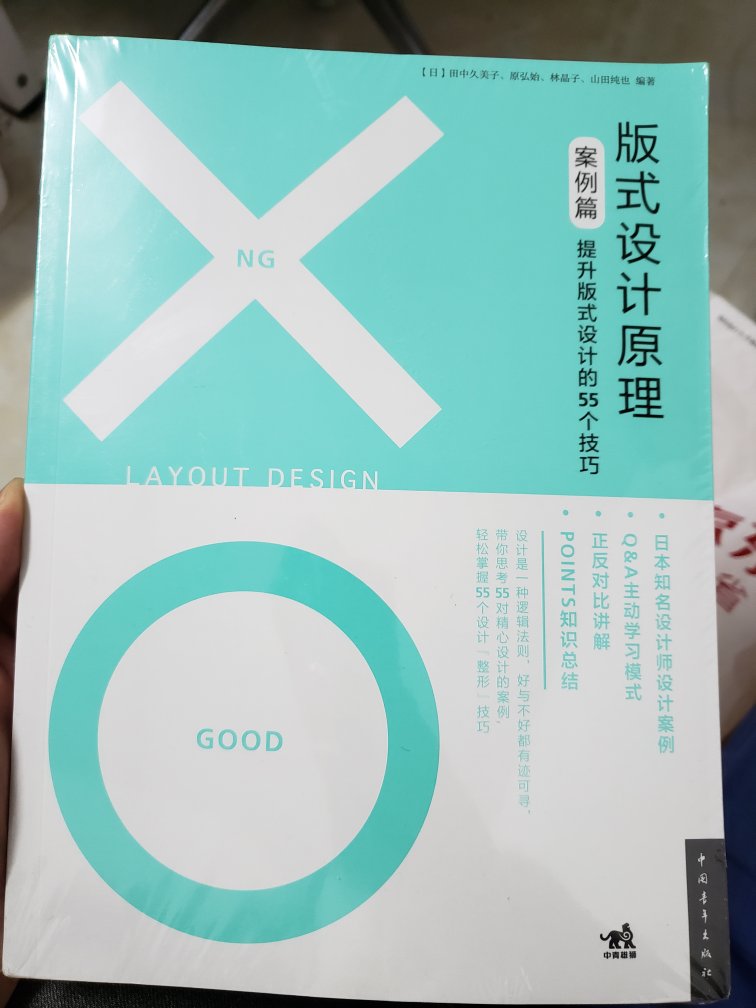 【日】田中久美子、原弘始、林晶子、山田纯也 编著
版式设计原理
案例篇
提升版式设计的55个技巧
NG
LAYOUT DESIGN
• 日本知名设计师设计案例
• Q&A主动学习模式
• 正反对比讲解
• POINTS知识总结
设计是一种逻辑法则，好与不好都有迹可寻，
带你思考55对精心设计的案例，
轻松掌握55个设计「整形」技巧
GOOD
中国青年出版社
中青雄狮